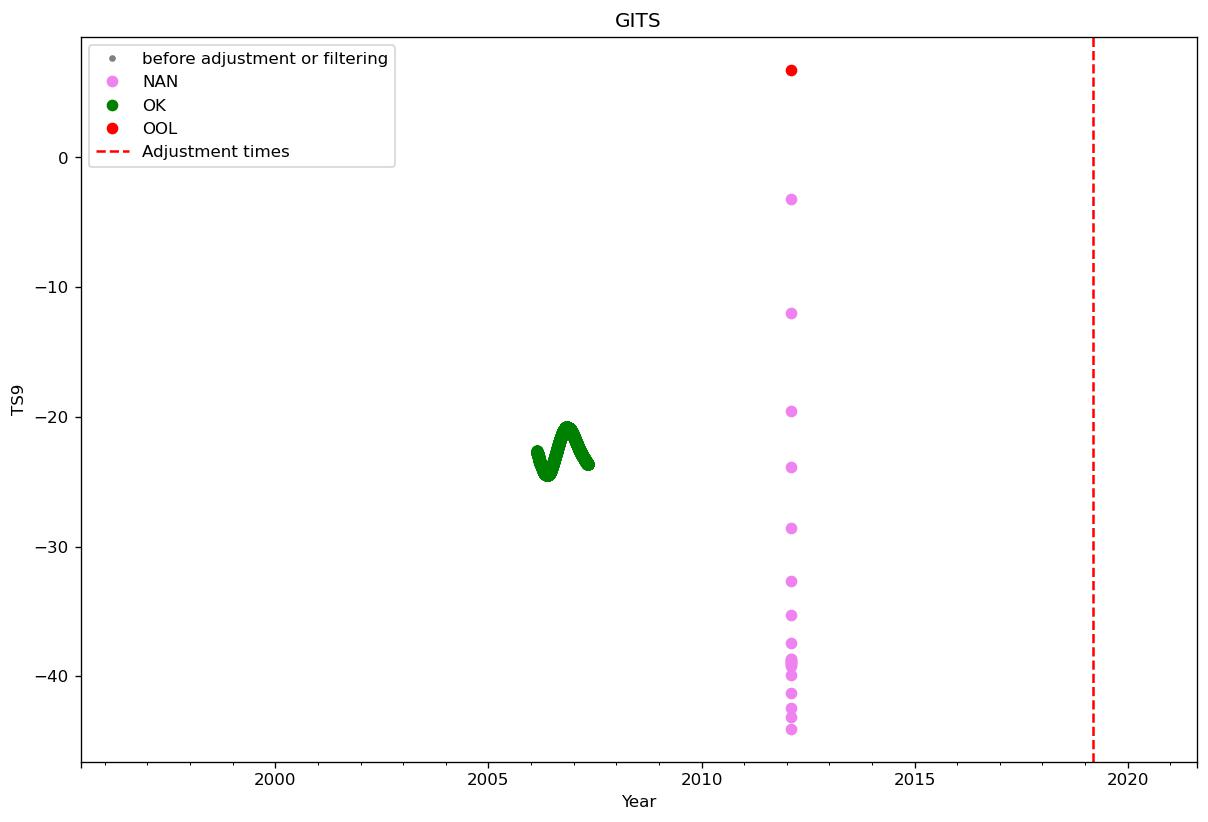 GITS
before adjustment or filtering
NAN
OK
OOL
Adjustment times
0
−10
−20
−30
−40
TS9
2000
2005
2010
2015
2020
Year